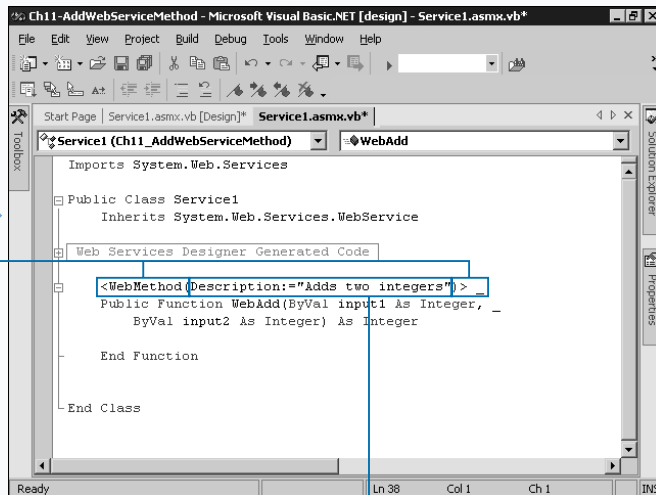 Ch11-AddWebServiceMethod - Microsoft Visual Basic.NET [design] - Service1.asmx.vb*
File Edit View Project Build Debug Tools Window Help
Start Page Service1.asmx.vb [Design]* Service1.asmx.vb*
Service1 (Ch11_AddWebServiceMethod) WebAdd
Toolbox
Solution Explorer
Properties
Imports System.Web.Services
Public Class Service1
Inherits System.Web.Services.WebService
Web Services Designer Generated Code
<WebMethod(Description:="Adds two integers")> _
Public Function WebAdd(ByVal input1 As Integer, _
ByVal input2 As Integer) As Integer
End Function
End Class
Ready Ln 38 Col 1 Ch 1 INS